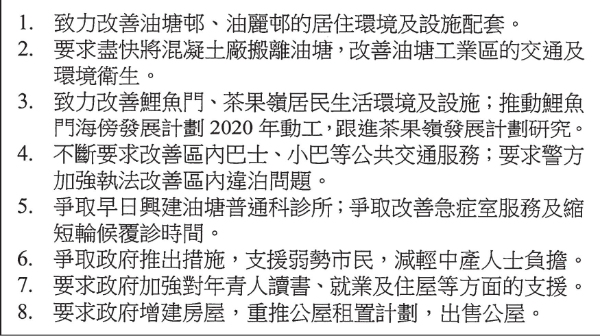 1. 致力改善油塘邨、油麗邨的居住環境及設施配套。
2. 要求盡快將混凝土廠搬離油塘，改善油塘工業區的交通及
環境衛生。
3. 致力改善鯉魚門、茶果嶺居民生活環境及設施；推動鯉魚
門海傍發展計劃 2020 年動工，跟進茶果嶺發展計劃研究。
4. 不斷要求改善區內巴士、小巴等公共交通服務；要求警方
加強執法改善區內違泊問題。
5. 爭取早日興建油塘普通科診所；爭取改善急症室服務及縮
短輪候覆診時間。
6. 爭取政府推出措施，支援弱勢市民，減輕中產人士負擔。
7. 要求政府加強對年青人讀書、就業及住屋等方面的支援。
8. 要求政府增建房屋，重推公屋租置計劃，出售公屋。